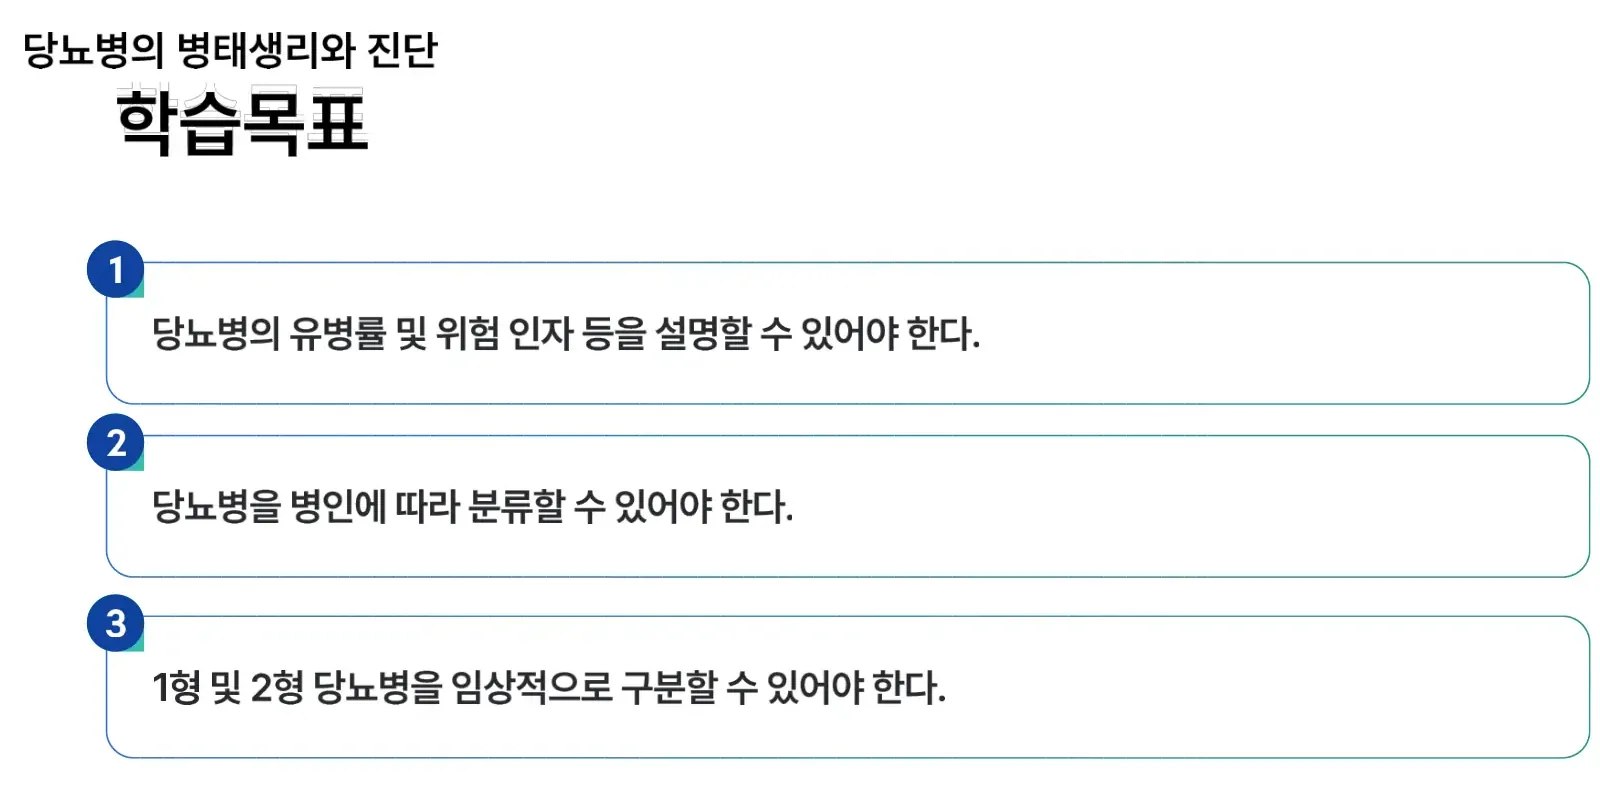 당뇨병의 병태생리와 진단
학습목표
1
당뇨병의 유병률 및 위험 인자 등을 설명할 수 있어야 한다.
2
당뇨병을 병인에 따라 분류할 수 있어야 한다.
3
1형 및 2형 당뇨병을 임상적으로 구분할 수 있어야 한다.